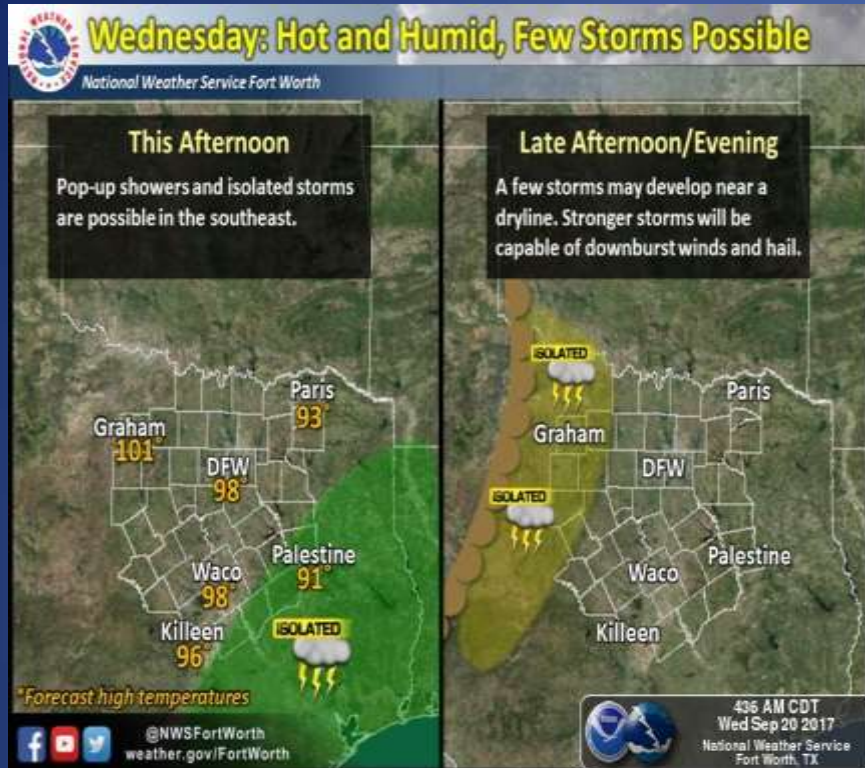 Wednesday: Hot and Humid, Few Storms Possible
NATIONAL WEATHER SERVICE
National Weather Service Fort Worth
This Afternoon
Pop-up showers and isolated storms
are possible in the southeast.
Paris
93°
Graham
101°
DFW
98°
Palestine
91°
Waco
98°
Killeen
96°
ISOLATED
*Forecast high temperatures
@NWSFortWorth
weather.gov/FortWorth
Late Afternoon/Evening
A few storms may develop near a
dryline. Stronger storms will be
capable of downburst winds and hail.
ISOLATED
Paris
Graham
DFW
ISOLATED
Palestine
Waco
Killeen
436 AM CDT
Wed Sep 20 2017
National Weather Service
Fort Worth, TX